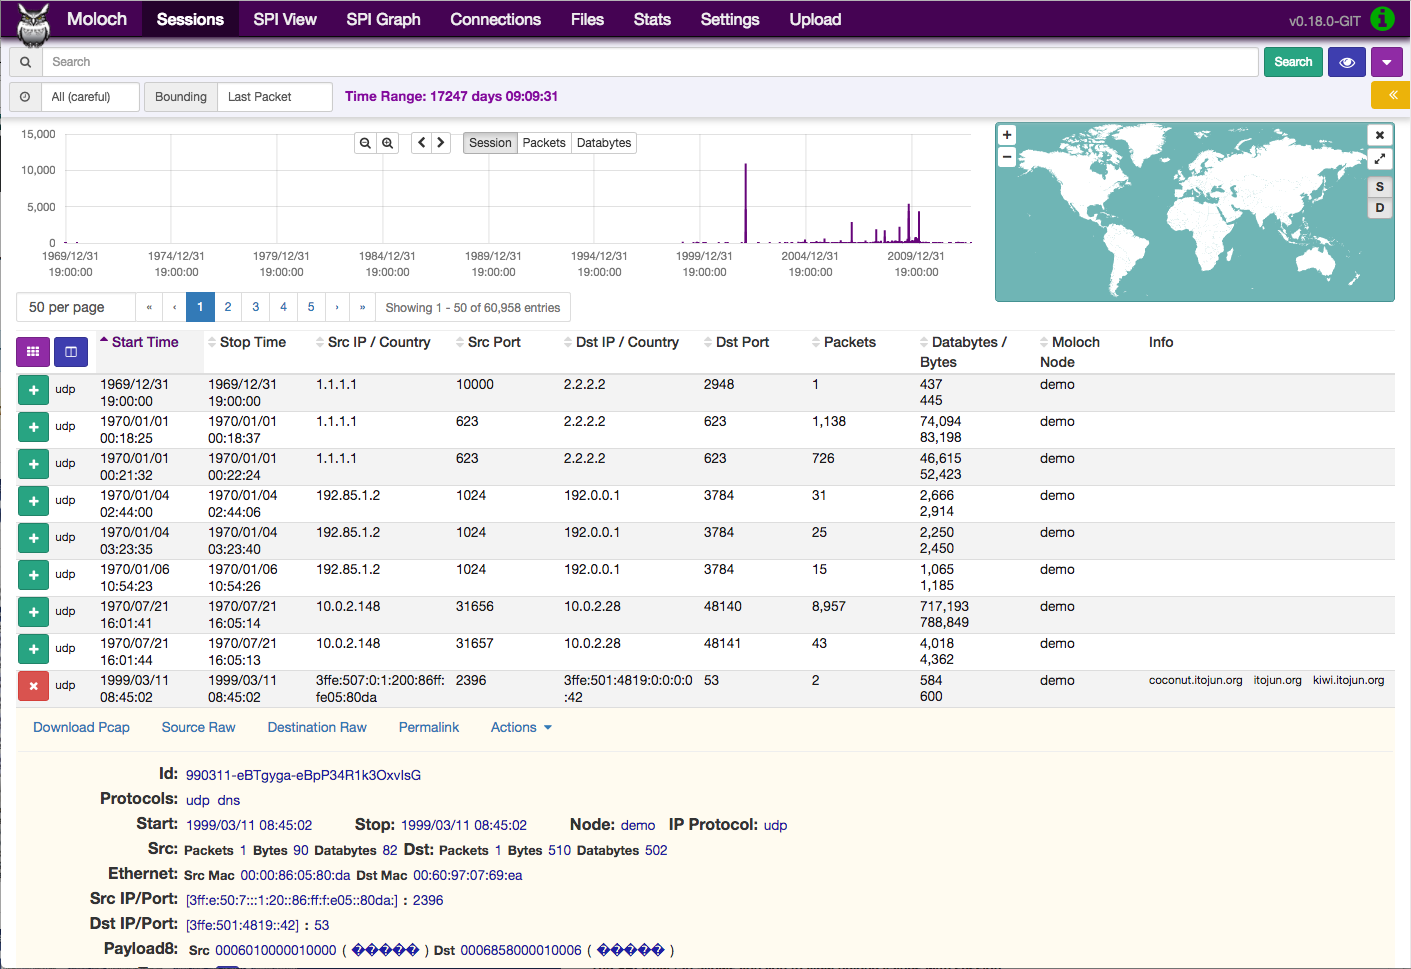 Moloch Sessions SPI View SPI Graph Connections Files Stats Settings Upload v0.18.0-GIT
Search Search
All (careful) Bounding Last Packet Time Range: 17247 days 09:09:31
15,000
10,000
5,000
0
Session Packets Databytes
+
−
S
D
1969/12/31 1974/12/31 1979/12/31 1984/12/31 1989/12/31 1994/12/31 1999/12/31 2004/12/31 2009/12/31
19:00:00 19:00:00 19:00:00 19:00:00 19:00:00 19:00:00 19:00:00 19:00:00 19:00:00
50 per page « ‹ 1 2 3 4 5 › » Showing 1 - 50 of 60,958 entries
Start Time Stop Time Src IP / Country Src Port Dst IP / Country Dst Port Packets Databytes / Moloch Info
Bytes Node
udp 1969/12/31 1969/12/31 1.1.1.1 10000 2.2.2.2 2948 1 437 demo
19:00:00 19:00:00 445
udp 1970/01/01 1970/01/01 1.1.1.1 623 2.2.2.2 623 1,138 74,094 demo
00:18:25 00:18:37 83,198
udp 1970/01/01 1970/01/01 1.1.1.1 623 2.2.2.2 623 726 46,615 demo
00:21:32 00:22:24 52,423
udp 1970/01/04 1970/01/04 192.85.1.2 1024 192.0.0.1 3784 31 2,666 demo
02:44:00 02:44:06 2,914
udp 1970/01/04 1970/01/04 192.85.1.2 1024 192.0.0.1 3784 25 2,250 demo
03:23:35 03:23:40 2,450
udp 1970/01/06 1970/01/06 192.85.1.2 1024 192.0.0.1 3784 15 1,065 demo
10:54:23 10:54:26 1,185
udp 1970/07/21 1970/07/21 10.0.2.148 31656 10.0.2.28 48140 8,957 717,193 demo
16:01:41 16:05:14 788,849
udp 1970/07/21 1970/07/21 10.0.2.148 31657 10.0.2.28 48141 43 4,018 demo
16:01:44 16:05:13 4,362
udp 1999/03/11 1999/03/11 3ffe:507:0:1:200:86ff: 2396 3ffe:501:4819:0:0:0:0 53 2 584 demo coconut.itojun.org itojun.org kiwi.itojun.org
08:45:02 08:45:02 fe05:80da :42 600
Download Pcap Source Raw Destination Raw Permalink Actions
Id: 990311-eBTgyga-eBpP34R1k3OxvlsG
Protocols: udp dns
Start: 1999/03/11 08:45:02 Stop: 1999/03/11 08:45:02 Node: demo IP Protocol: udp
Src: Packets 1 Bytes 90 Databytes 82 Dst: Packets 1 Bytes 510 Databytes 502
Ethernet: Src Mac 00:00:86:05:80:da Dst Mac 00:60:97:07:69:ea
Src IP/Port: [3ff:e:50:7:::1:20::86:ff:f:e05::80da:] : 2396
Dst IP/Port: [3ffe:501:4819::42] : 53
Payload8: Src 0006010000010000 ( ����� ) Dst 0006858000010006 ( ����� )